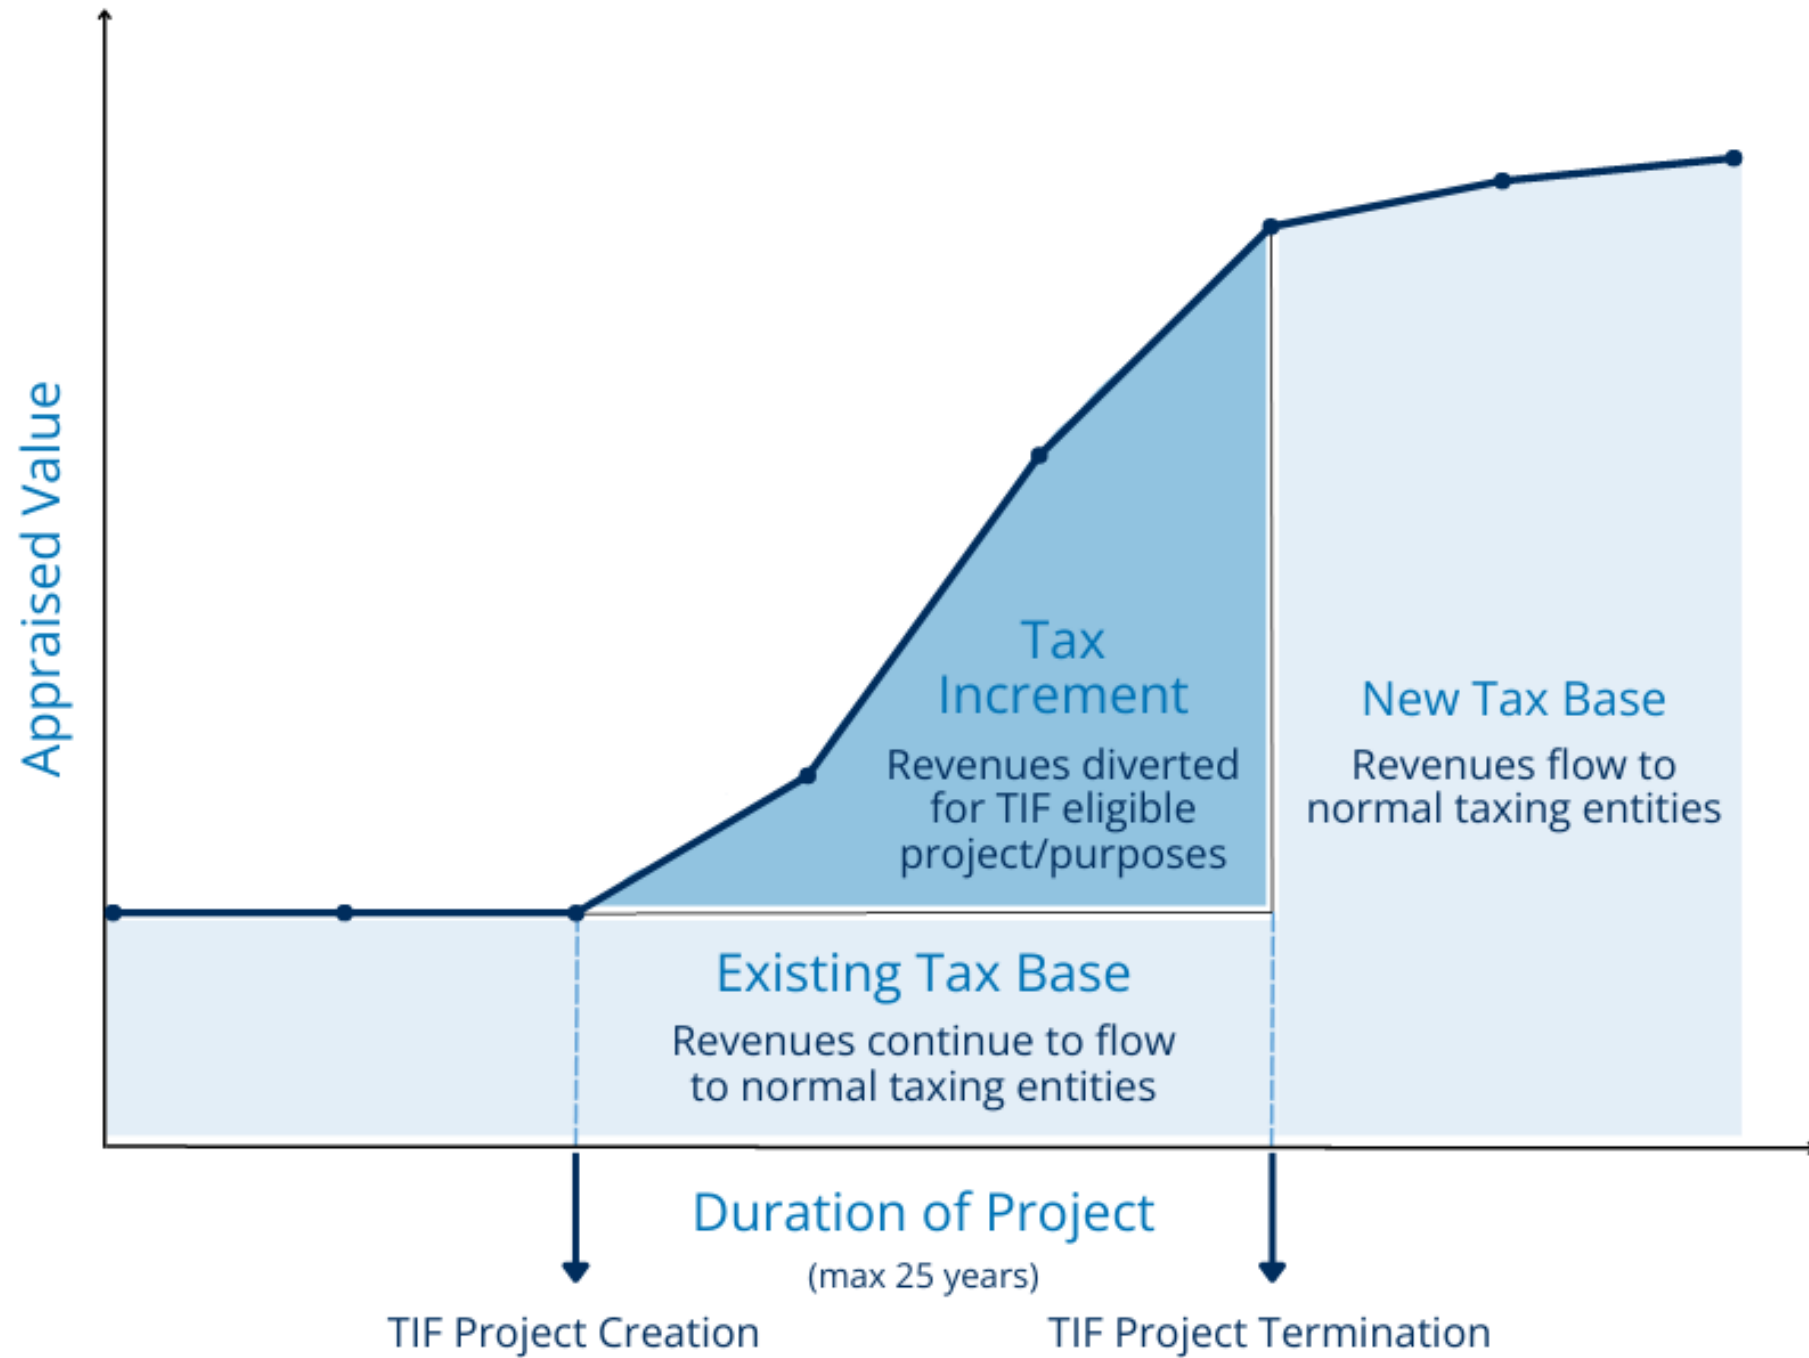 Appraised Value
Tax
Increment
Revenues diverted
for TIF eligible
project/purposes
New Tax Base
Revenues flow to
normal taxing entities
Existing Tax Base
Revenues continue to flow
to normal taxing entities
Duration of Project
(max 25 years)
TIF Project Creation
TIF Project Termination